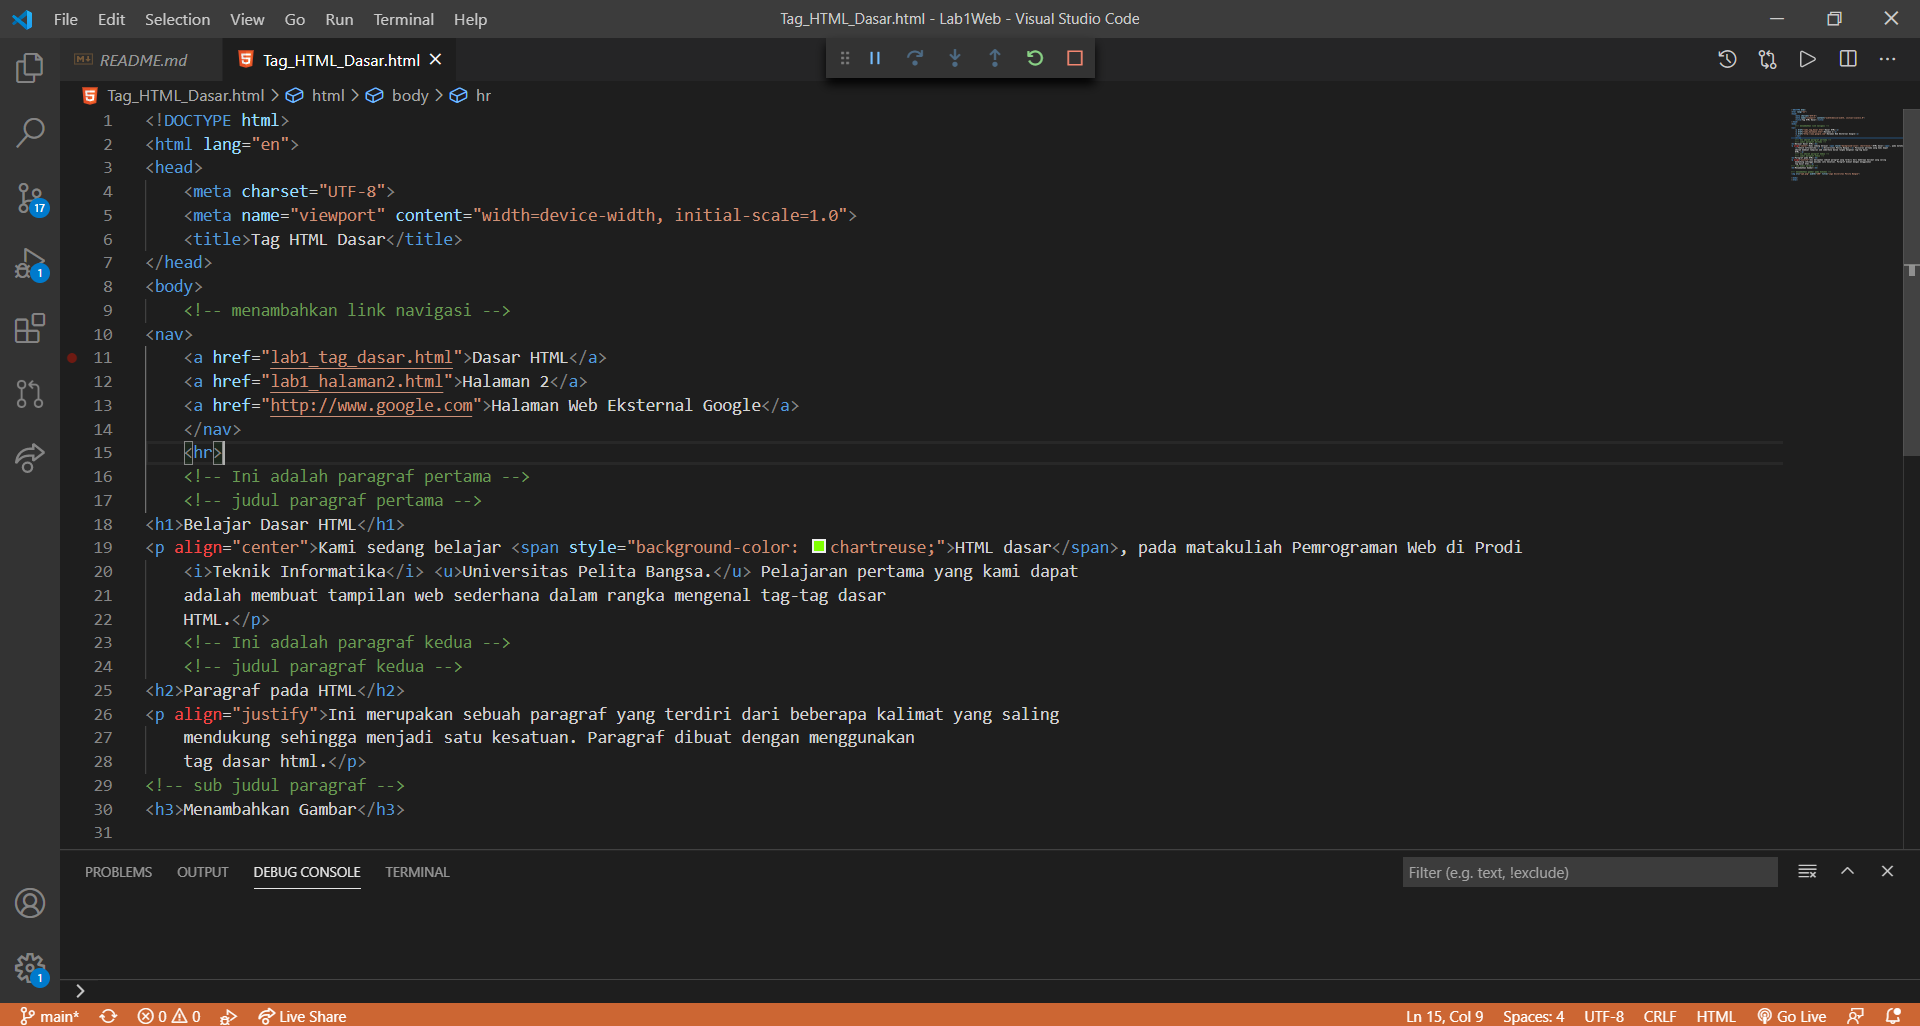 File Edit Selection View Go Run Terminal Help
Tag_HTML_Dasar.html - Lab1Web - Visual Studio Code
README.md
Tag_HTML_Dasar.html
Tag_HTML_Dasar.html > html > body > hr
1 <!DOCTYPE html>
2 <html lang="en">
3 <head>
4 <meta charset="UTF-8">
5 <meta name="viewport" content="width=device-width, initial-scale=1.0">
6 <title>Tag HTML Dasar</title>
7 </head>
8 <body>
9 <!-- menambahkan link navigasi -->
10 <nav>
11 <a href="lab1_tag_dasar.html">Dasar HTML</a>
12 <a href="lab1_halaman2.html">Halaman 2</a>
13 <a href="http://www.google.com">Halaman Web Eksternal Google</a>
14 </nav>
15 <hr>
16 <!-- Ini adalah paragraf pertama -->
17 <!-- judul paragraf pertama -->
18 <h1>Belajar Dasar HTML</h1>
19 <p align="center">Kami sedang belajar <span style="background-color: chartreuse;">HTML dasar</span>, pada matakuliah Pemrograman Web di Prodi
20 <i>Teknik Informatika</i> <u>Universitas Pelita Bangsa.</u> Pelajaran pertama yang kami dapat
21 adalah membuat tampilan web sederhana dalam rangka mengenal tag-tag dasar
22 HTML.</p>
23 <!-- Ini adalah paragraf kedua -->
24 <!-- judul paragraf kedua -->
25 <h2>Paragraf pada HTML</h2>
26 <p align="justify">Ini merupakan sebuah paragraf yang terdiri dari beberapa kalimat yang saling
27 mendukung sehingga menjadi satu kesatuan. Paragraf dibuat dengan menggunakan
28 tag dasar html.</p>
29 <!-- sub judul paragraf -->
30 <h3>Menambahkan Gambar</h3>
31
17
1
1
PROBLEMS OUTPUT DEBUG CONSOLE TERMINAL
Filter (e.g. text, !exclude)
main* 0 0 Live Share
Ln 15, Col 9 Spaces: 4 UTF-8 CRLF HTML Go Live